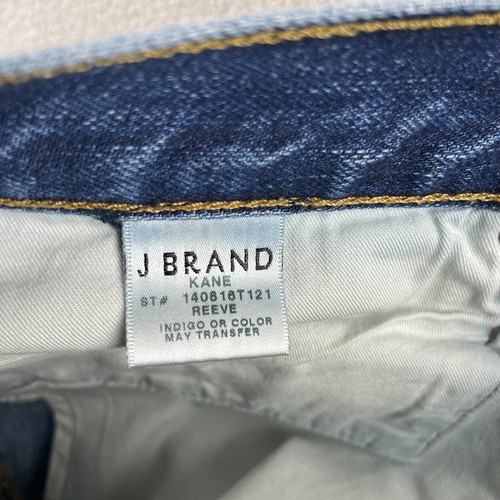 J BRAND
KANE
ST# 140816T121
REEVE
INDIGO OR COLOR
MAY TRANSFER